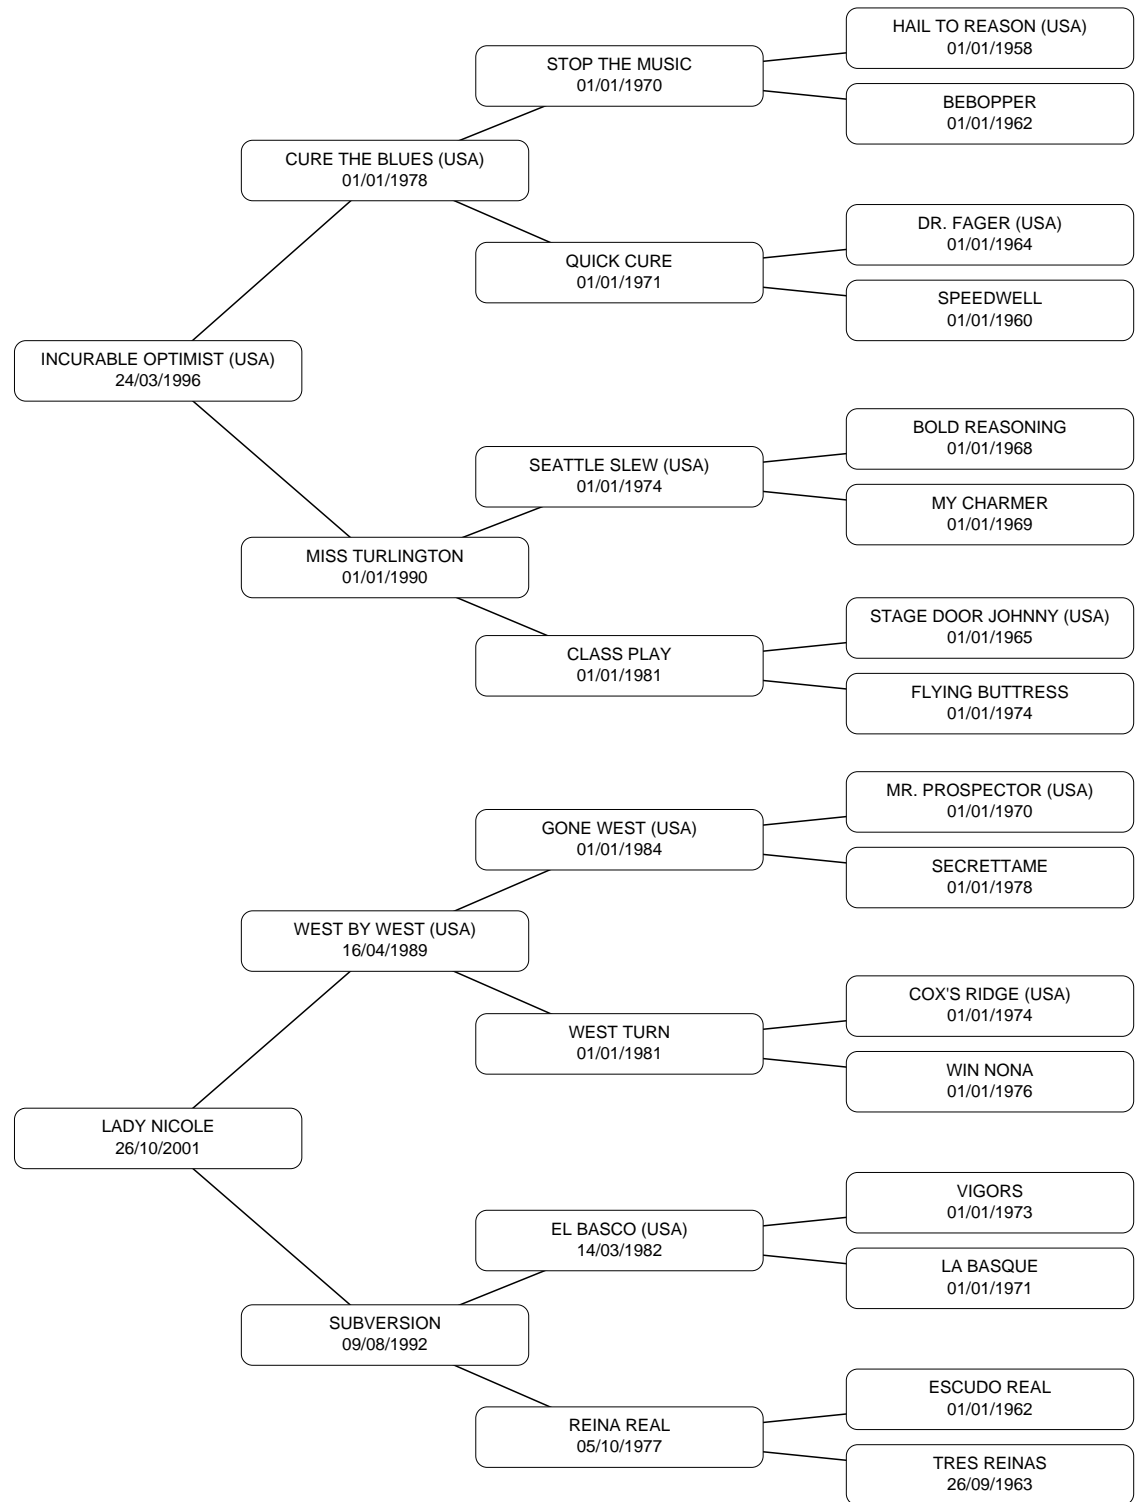 HAIL TO REASON (USA)
01/01/1958
STOP THE MUSIC
01/01/1970
BEBOPPER
01/01/1962
CURE THE BLUES (USA)
01/01/1978
DR. FAGER (USA)
01/01/1964
QUICK CURE
01/01/1971
SPEEDWELL
01/01/1960
INCURABLE OPTIMIST (USA)
24/03/1996
BOLD REASONING
01/01/1968
SEATTLE SLEW (USA)
01/01/1974
MY CHARMER
01/01/1969
MISS TURLINGTON
01/01/1990
STAGE DOOR JOHNNY (USA)
01/01/1965
CLASS PLAY
01/01/1981
FLYING BUTTRESS
01/01/1974
MR. PROSPECTOR (USA)
01/01/1970
GONE WEST (USA)
01/01/1984
SECRETTAME
01/01/1978
WEST BY WEST (USA)
16/04/1989
COX'S RIDGE (USA)
01/01/1974
WEST TURN
01/01/1981
WIN NONA
01/01/1976
LADY NICOLE
26/10/2001
VIGORS
01/01/1973
EL BASCO (USA)
14/03/1982
LA BASQUE
01/01/1971
SUBVERSION
09/08/1992
ESCUDO REAL
01/01/1962
REINA REAL
05/10/1977
TRES REINAS
26/09/1963